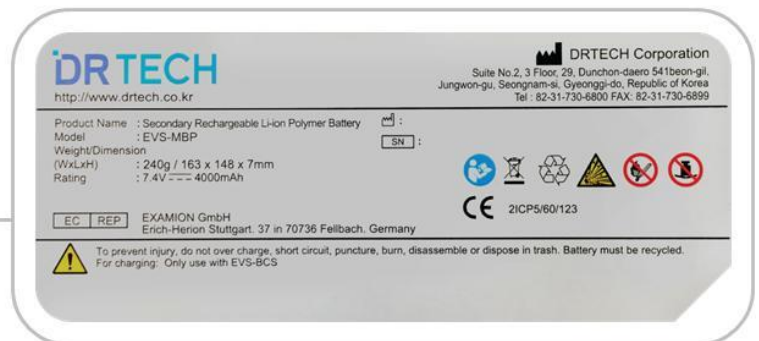 DRTECH
http://www.drtech.co.kr
DRTECH Corporation
Suite No.2, 3 Floor, 29, Dunchon-daero 541beon-gil,
Jungwon-gu, Seongnam-si, Gyeonggi-do, Republic of Korea
Tel : 82-31-730-6800 FAX: 82-31-730-6899
Product Name : Secondary Rechargeable Li-ion Polymer Battery
Model : EVS-MBP
Weight/Dimension
(WxLxH) : 240g / 163 x 148 x 7mm
Rating : 7.4V 4000mAh
:
SN :
EC REP EXAMION GmbH
Erich-Herion Stuttgart. 37 in 70736 Fellbach. Germany
CE 2ICP5/60/123
To prevent injury, do not over charge, short circuit, puncture, burn, disassemble or dispose in trash. Battery must be recycled.
For charging: Only use with EVS-BCS